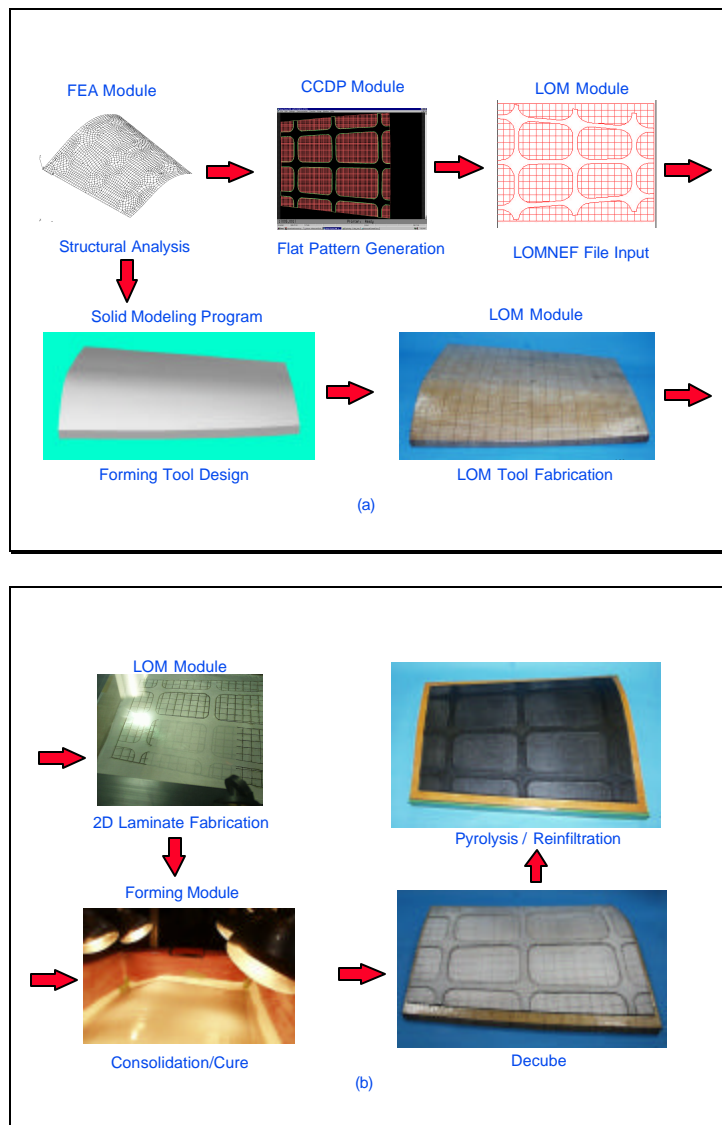 FEA Module
CCDP Module
LOM Module
Structural Analysis
Flat Pattern Generation
LOMNEF File Input
Solid Modeling Program
LOM Module
Forming Tool Design
LOM Tool Fabrication
(a)
LOM Module
2D Laminate Fabrication
Pyrolysis / Reinfiltration
Forming Module
Consolidation/Cure
Decube
(b)